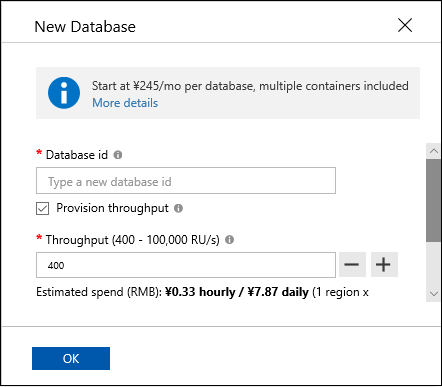 New Database
Start at ¥245/mo per database, multiple containers included
More details
* Database id
Type a new database id
Provision throughput
* Throughput (400 - 100,000 RU/s)
400
Estimated spend (RMB): ¥0.33 hourly / ¥7.87 daily (1 region x
OK